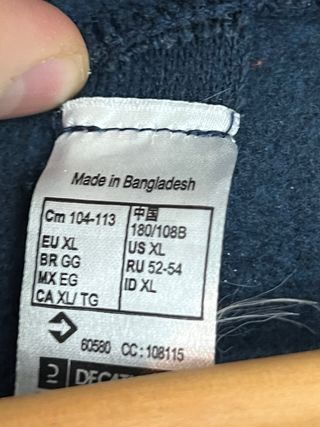 Made in Bangladesh
Cm 104-113
EU XL
BR GG
MX EG
CA XL/ TG
中国
180/108B
US XL
RU 52-54
ID XL
60580 CC : 108115